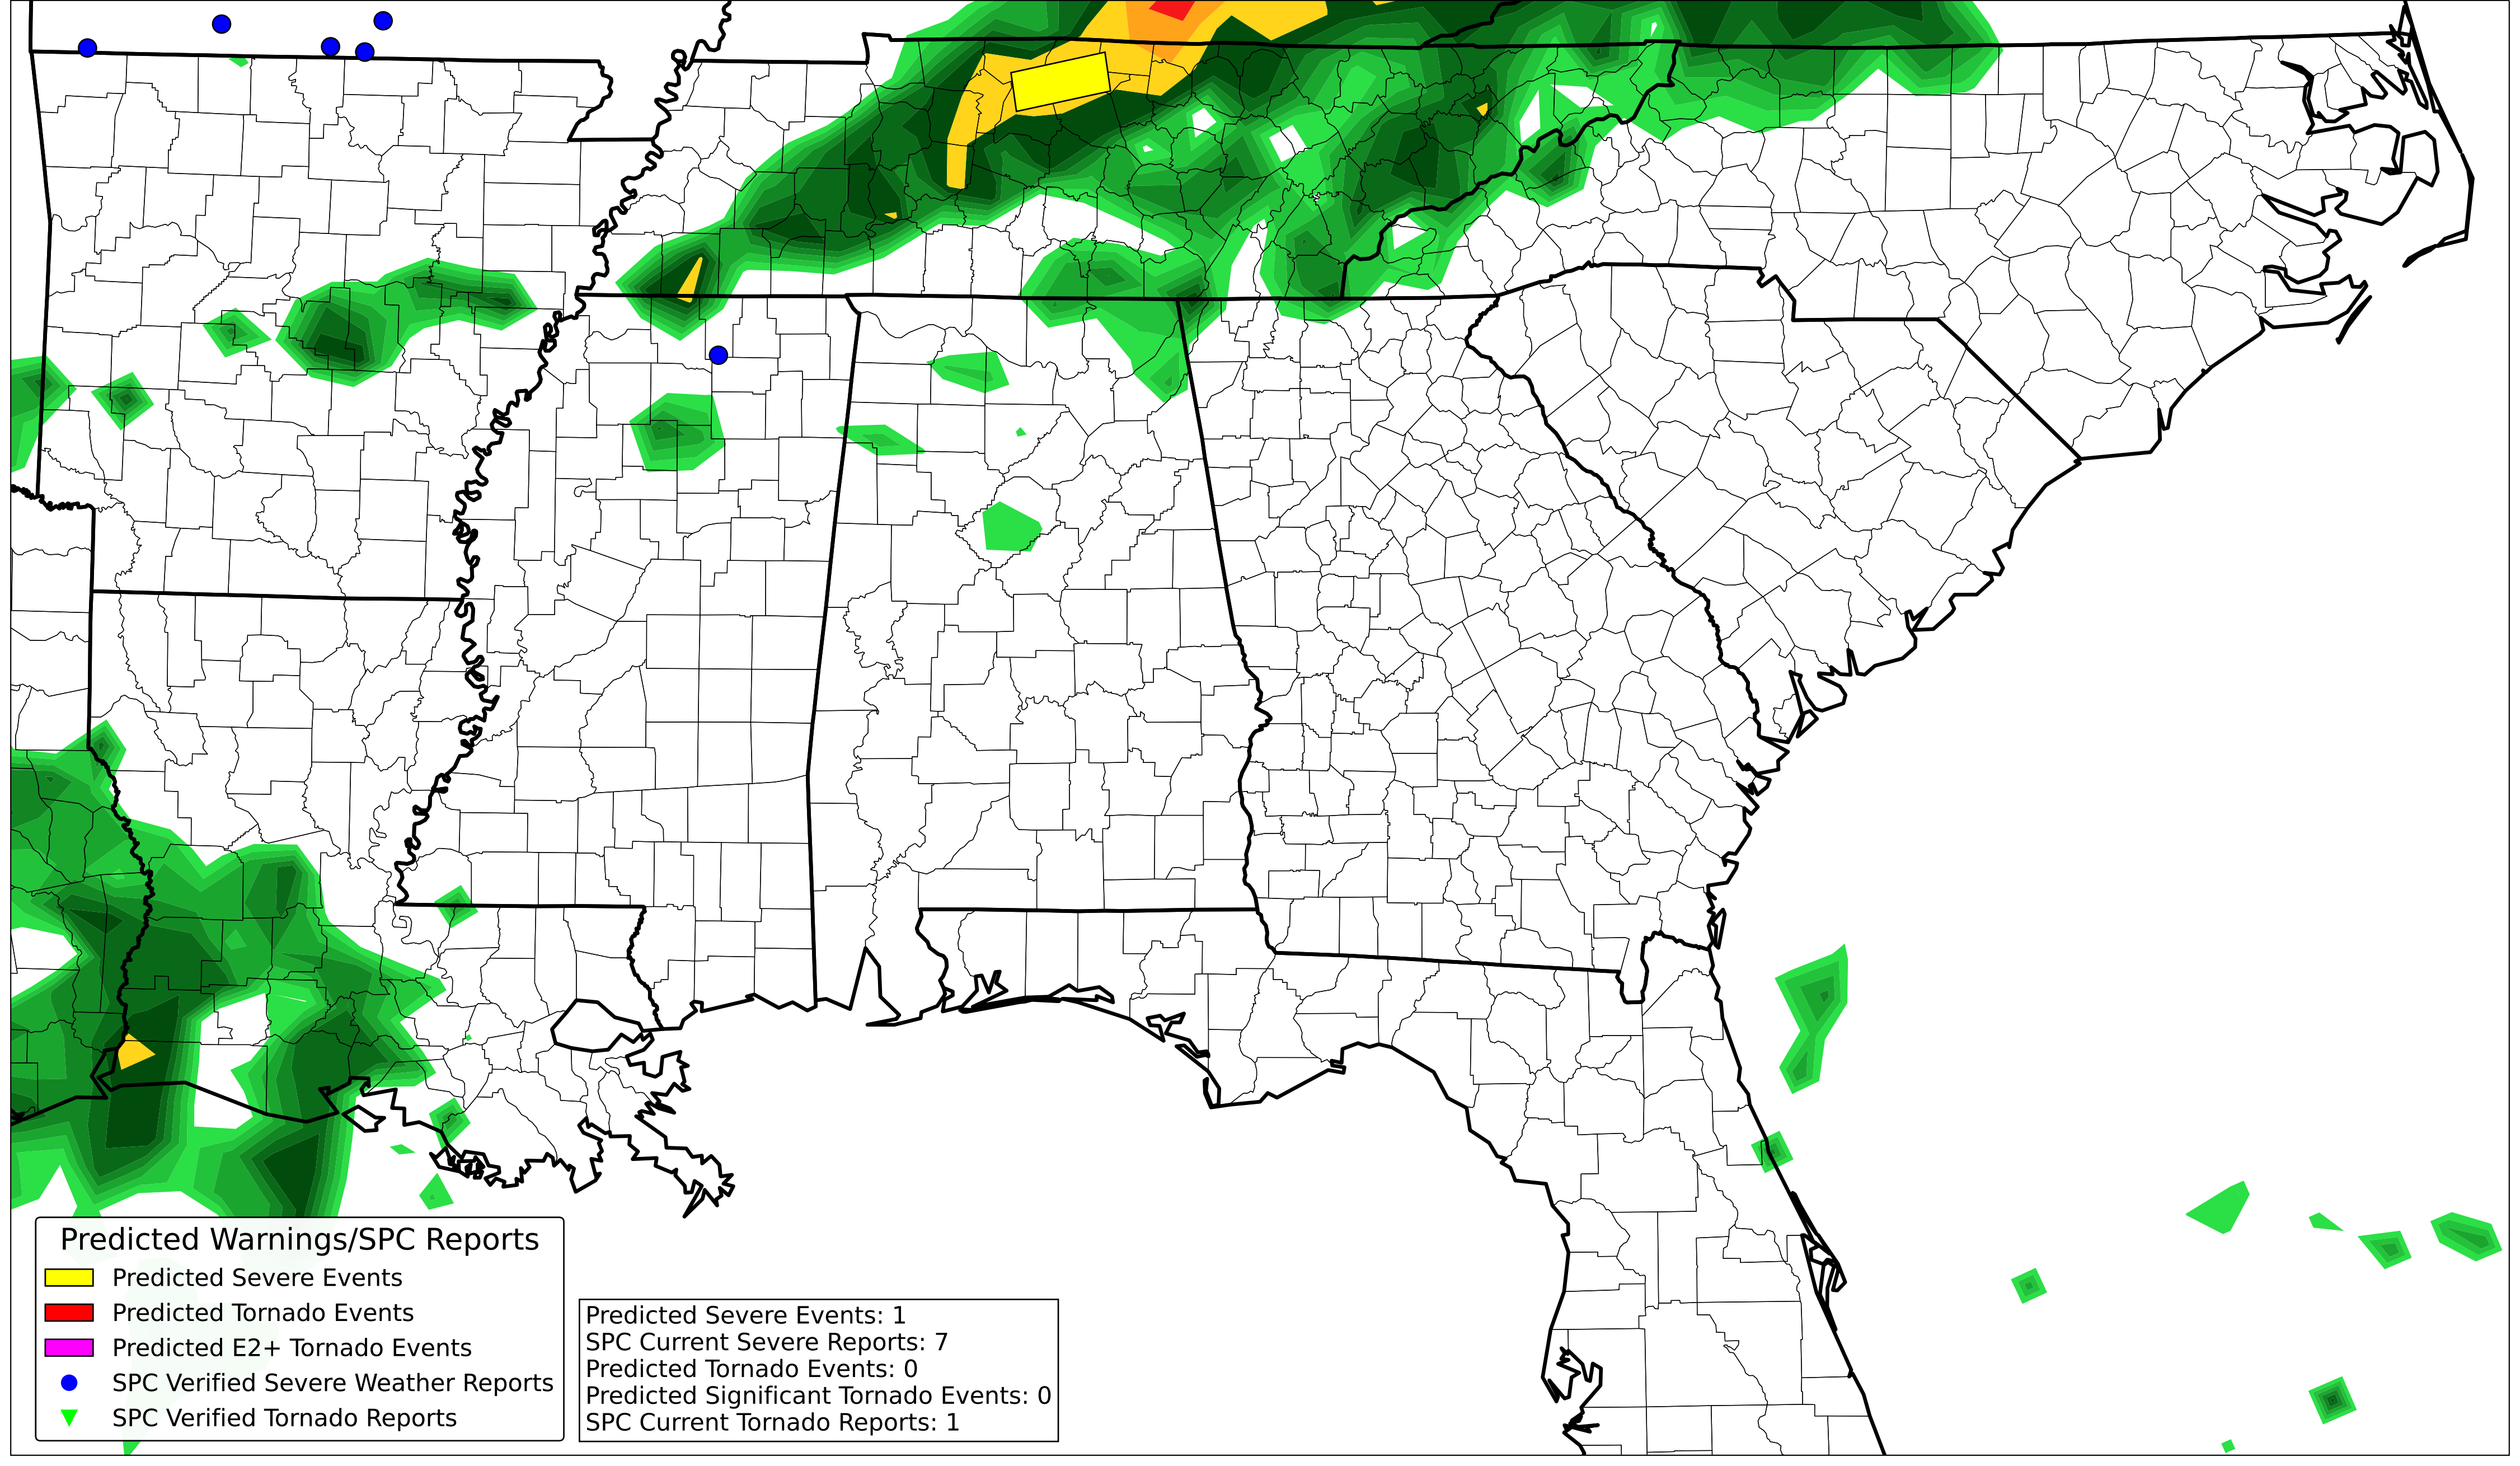 Predicted Warnings/SPC Reports
Predicted Severe Events
Predicted Tornado Events
Predicted E2+ Tornado Events
SPC Verified Severe Weather Reports
SPC Verified Tornado Reports
Predicted Severe Events: 1
SPC Current Severe Reports: 7
Predicted Tornado Events: 0
Predicted Significant Tornado Events: 0
SPC Current Tornado Reports: 1